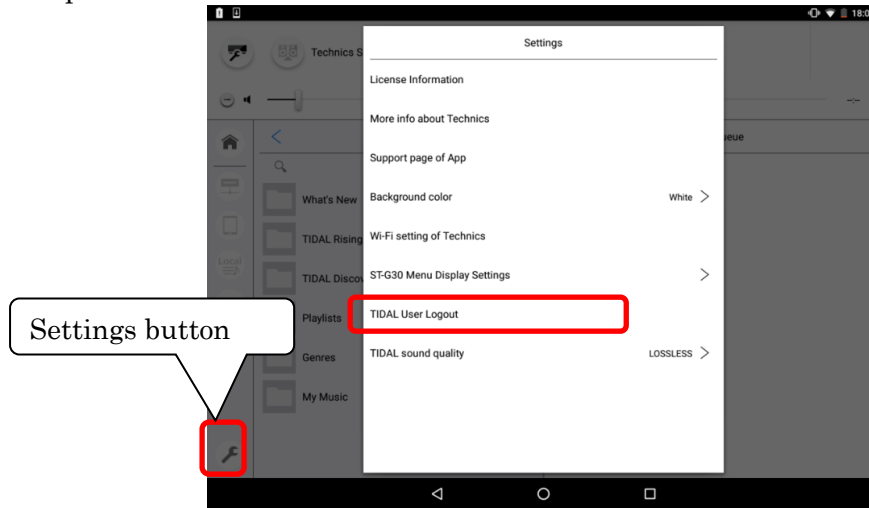 18:0
Technics S
Settings
License Information
More info about Technics
eue
Support page of App
What's New
Background color White
TIDAL Rising
Wi-Fi setting of Technics
Local
TIDAL Discov
ST-G30 Menu Display Settings
Playlists
TIDAL User Logout
Settings button
Genres
TIDAL sound quality LOSSLESS
My Music